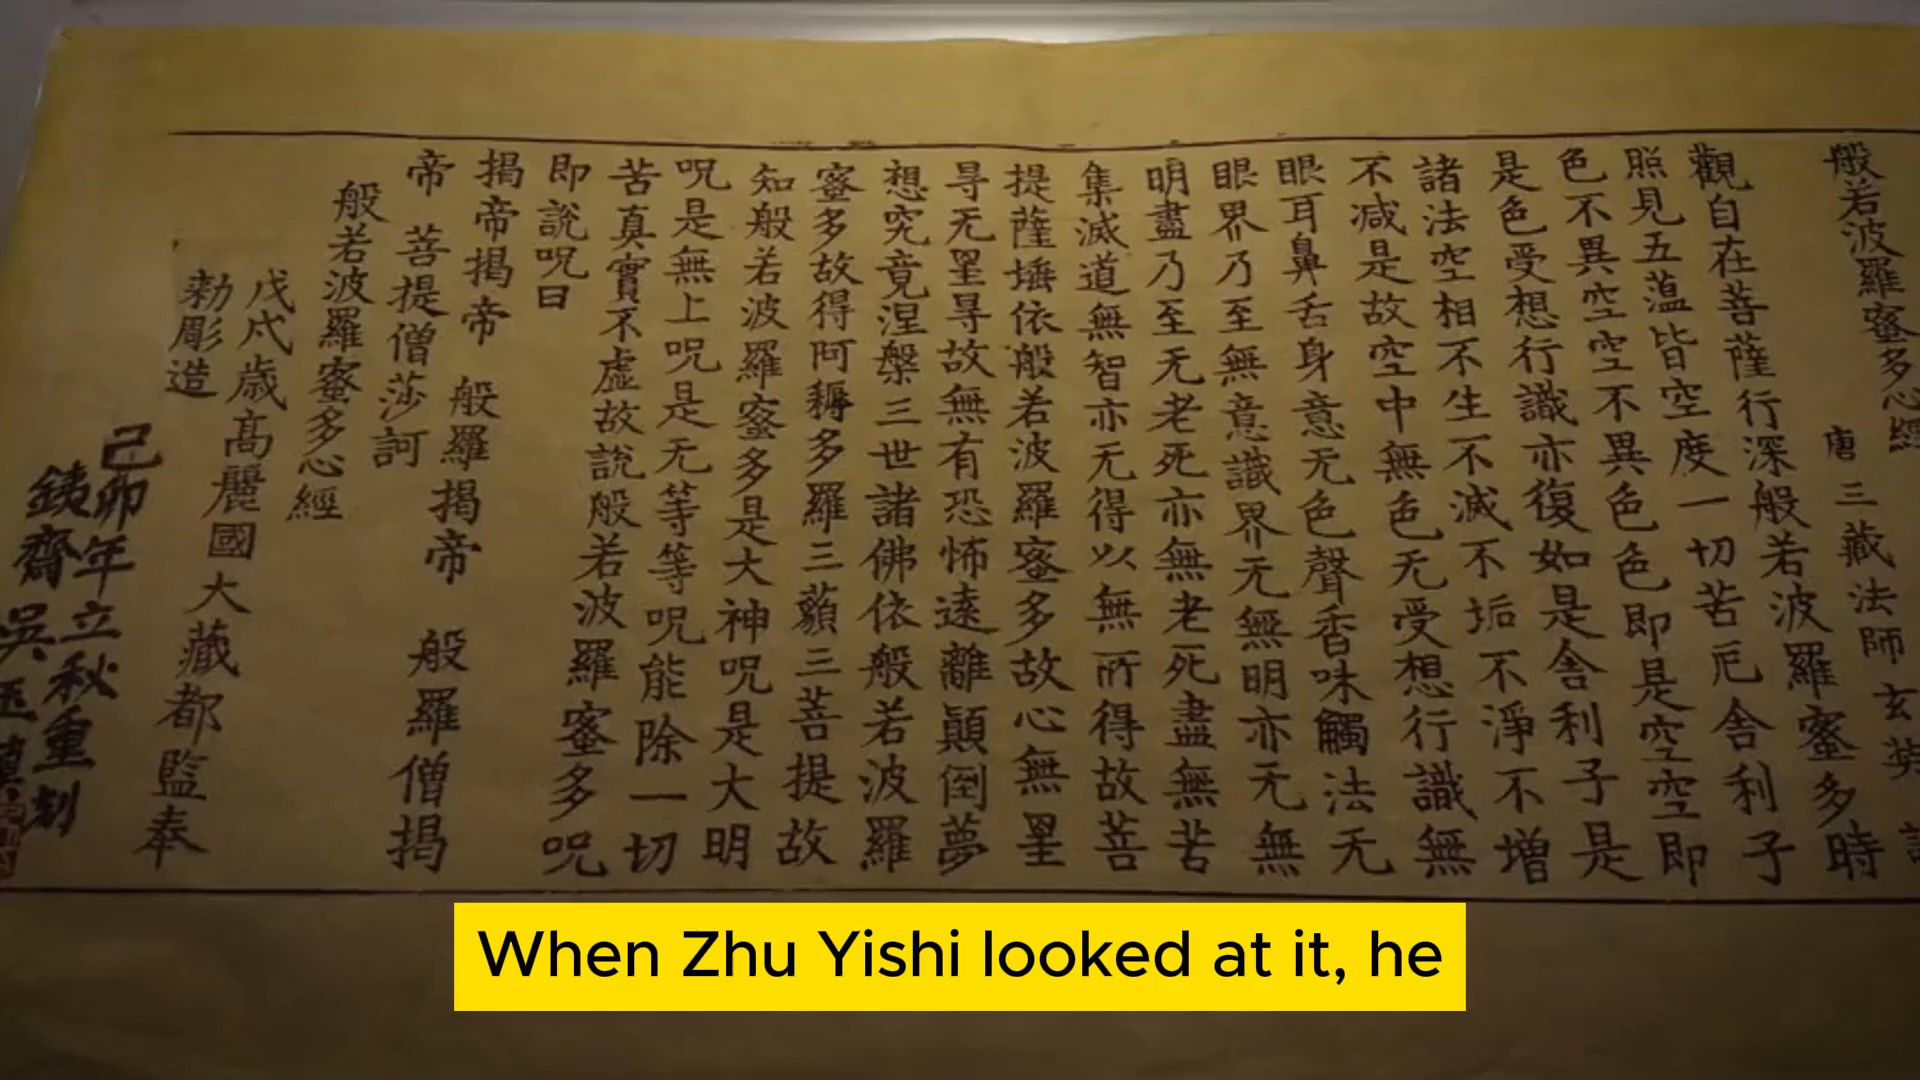 般若波羅蜜多心經
唐三藏法師玄奘
觀自在菩薩行深般若波羅蜜多時
照見五蕰皆空度一切苦厄舍利子
色不異空空不異色色即是空空即
是色受想行識亦復如是舍利子是
諸法空相不生不滅不垢不淨不增
不減是故空中無色无受想行識無
眼耳鼻舌身意无色聲香味觸法无
眼界乃至無意識界无無明亦无無
明盡乃至无老死亦無老死盡無苦
集滅道無智亦无得以無所得故菩
提薩埵依般若波羅蜜多故心無罣
㝵无罣㝵故無有恐怖遠離顛倒夢
想究竟涅槃三世諸佛依般若波羅
蜜多故得阿耨多羅三藐三菩提故
知般若波羅蜜多是大神呪是大明
呪是無上呪是无等等呪能除一切
苦真實不虛故說般若波羅蜜多呪
即說呪曰
揭帝揭帝 般羅揭帝 般羅僧揭
帝 菩提僧莎訶
般若波羅蜜多心經
戊戌歲高麗國大藏都監奉
勅彫造
己卯年立秋重刻
銕齋 吳玉鎮
When Zhu Yishi looked at it, he